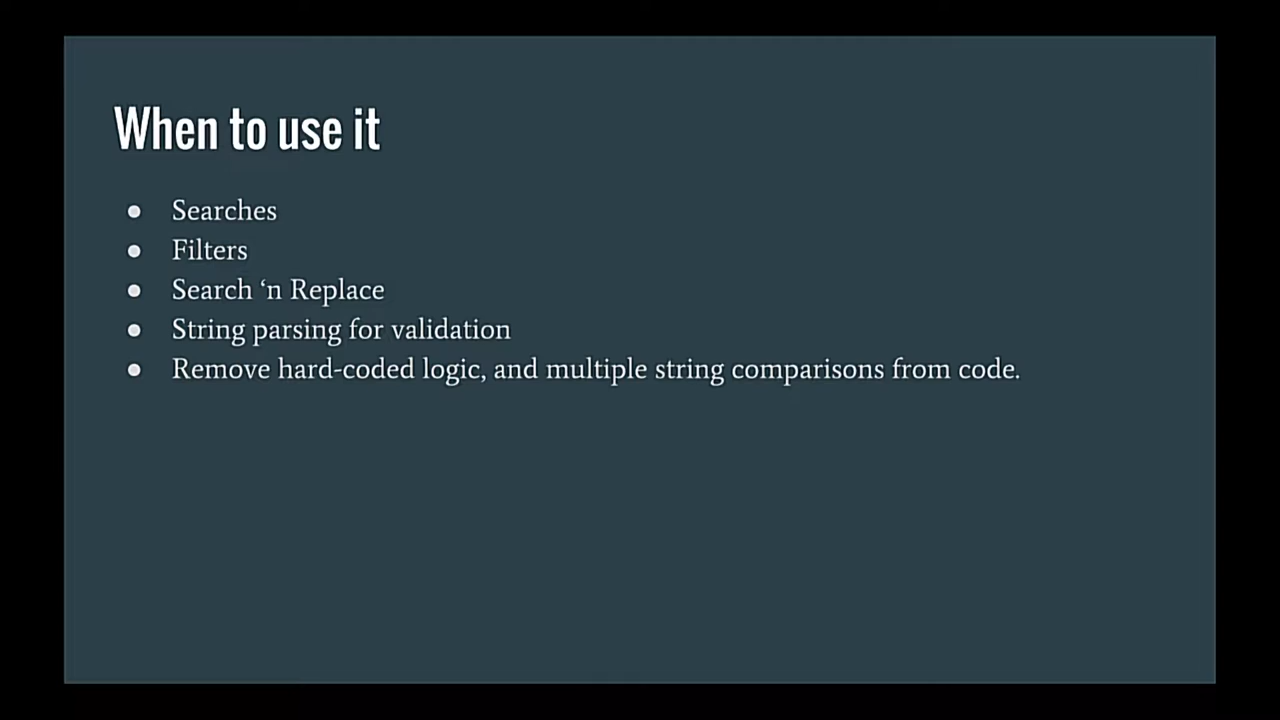 When to use it
● Searches
● Filters
● Search ‘n Replace
● String parsing for validation
● Remove hard-coded logic, and multiple string comparisons from code.